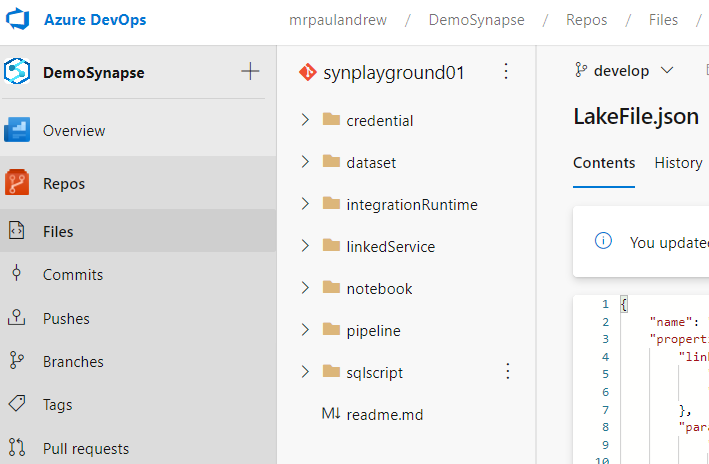 Azure DevOps
mrpaulandrew / DemoSynapse / Repos / Files /
DemoSynapse
Overview
Repos
Files
Commits
Pushes
Branches
Tags
Pull requests
synplayground01
credential
dataset
integrationRuntime
linkedService
notebook
pipeline
sqlscript
M↓ readme.md
develop
LakeFile.json
Contents History
You update
1 {
2 "name":
3 "properti
4 "lin
5
6
7 },
8 "para
9
10